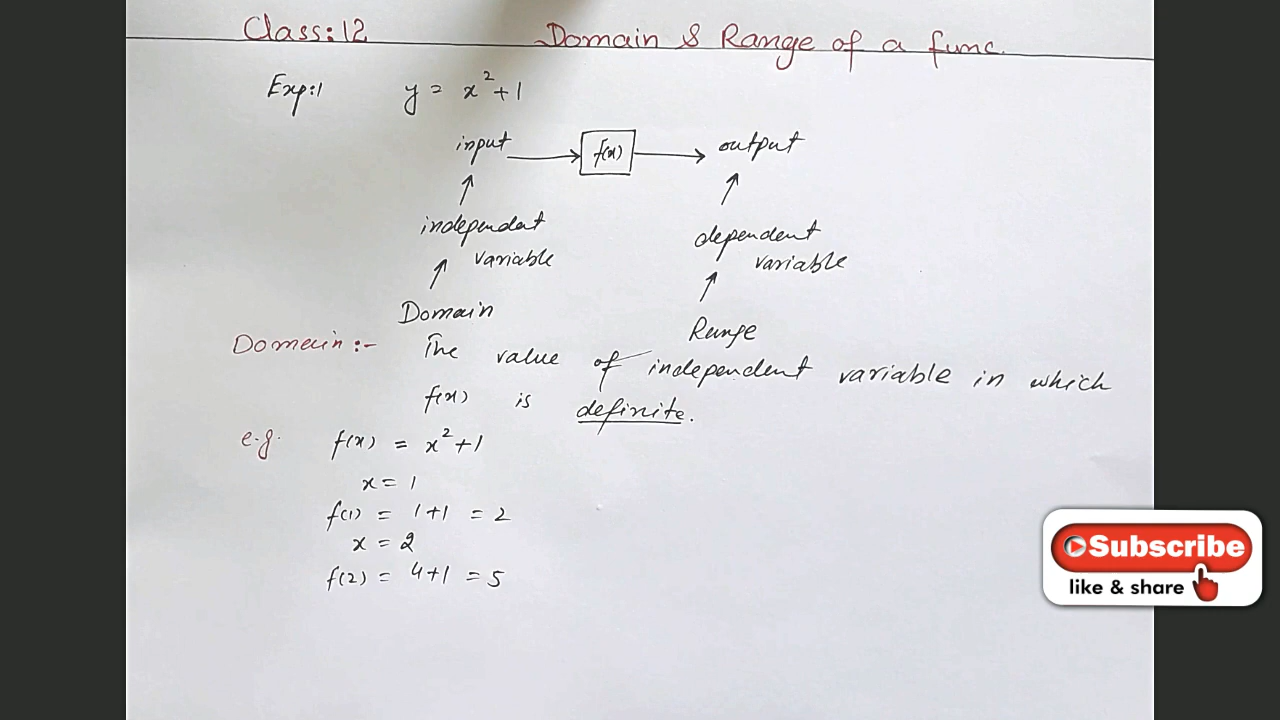 Class:12 Domain & Range of a func.
Exp:1 y = x²+1
input → f(x) → output
independat dependent
variable variable
Domain Range
Domain :- The value of independent variable in which
f(x) is definite.
e.g. f(x) = x²+1
x = 1
f(1) = 1+1 = 2
x = 2
f(2) = 4+1 = 5
Subscribe
like & share